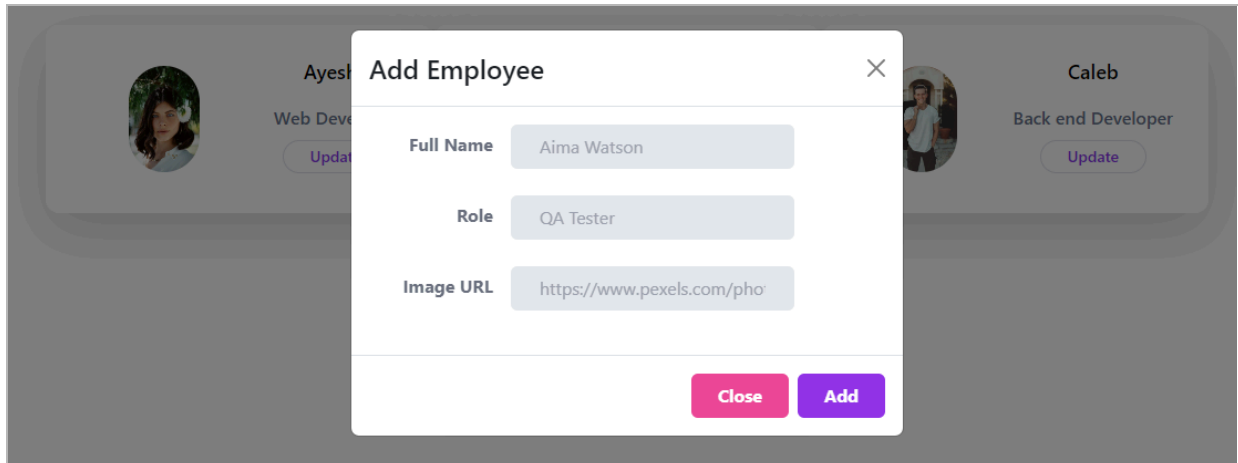 Add Employee
Ayesh
Caleb
Web Deve
Back end Developer
Updat
Update
Full Name
Aima Watson
Role
QA Tester
Image URL
https://www.pexels.com/pho
Close
Add